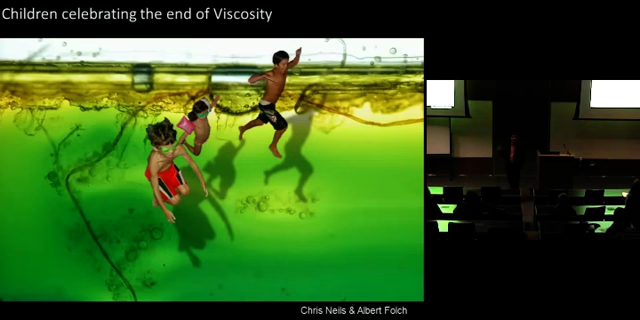 Children celebrating the end of Viscosity
Chris Neils & Albert Folch